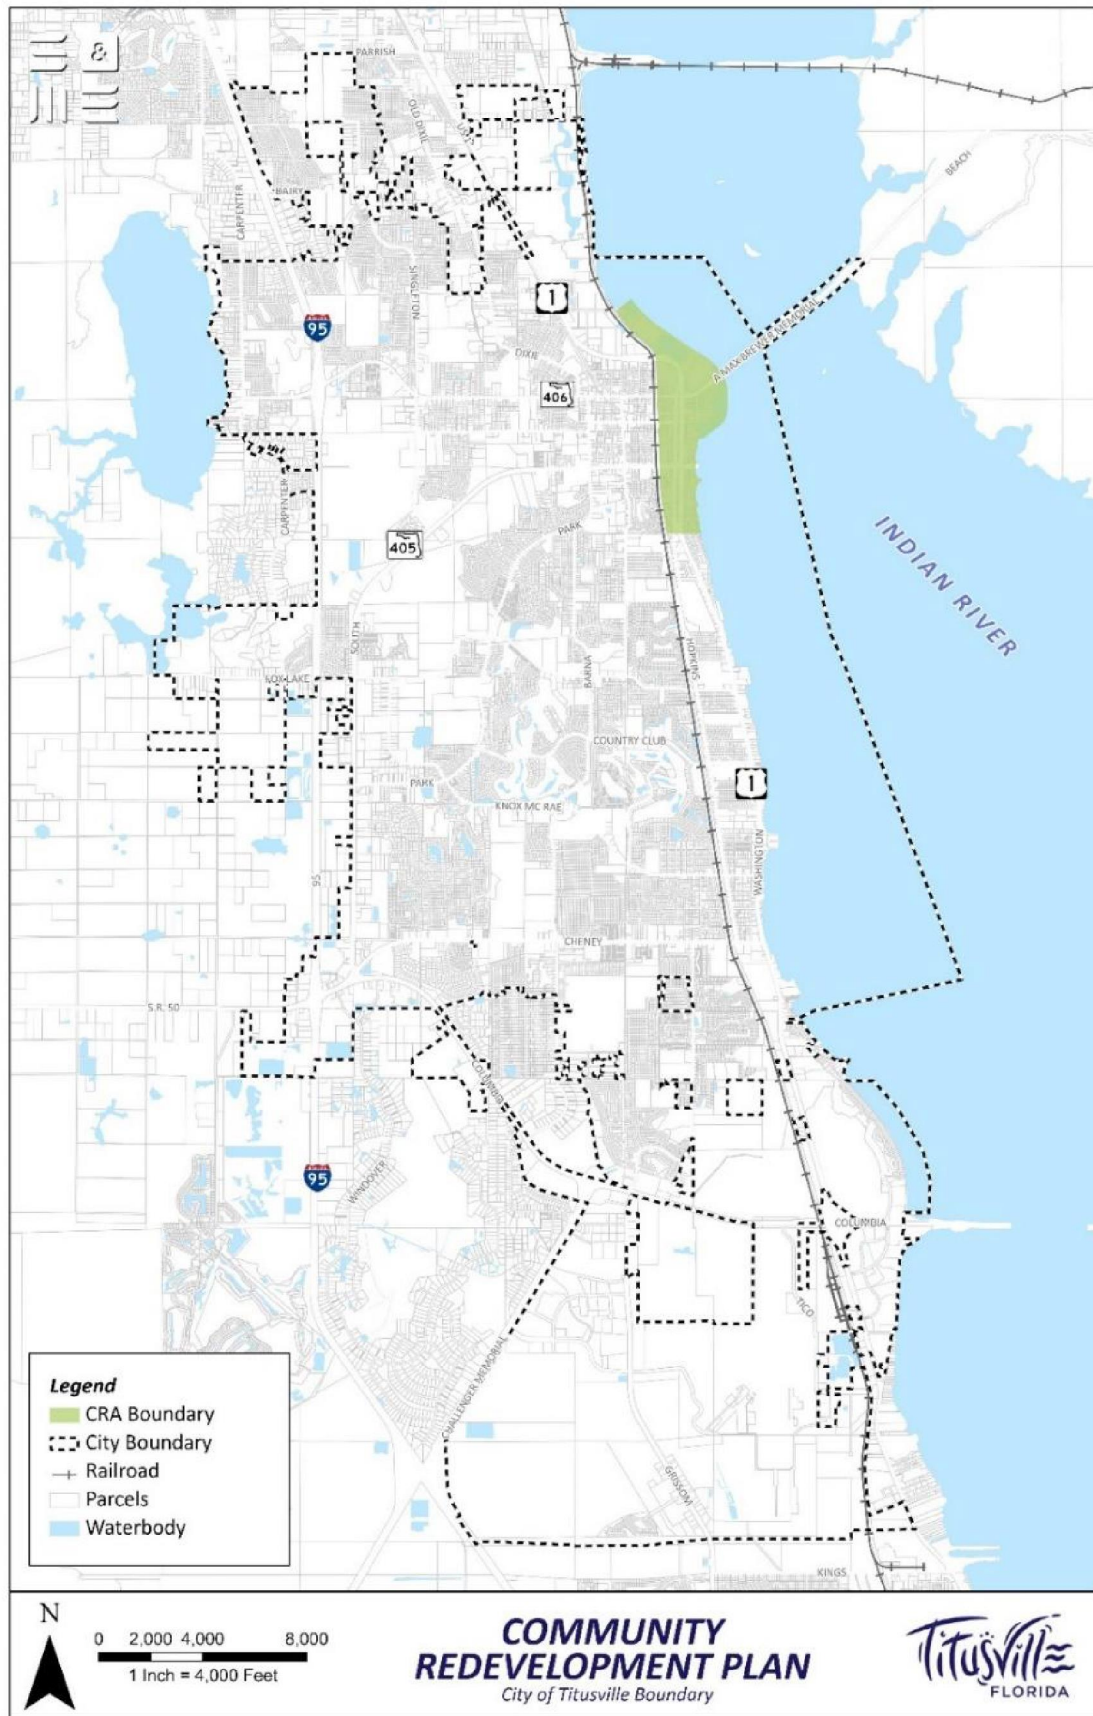 &
PARRISH
OLD DIXIE
US 1
BEACH
CARPENTER
DAIRY
SINGLETON
1
95
A MAX BREWER MEMORIAL
DIXIE
406
CARPENTER
INDIAN RIVER
PARK
405
SOUTH
HOPKINS
BARNA
FOX LAKE
COUNTRY CLUB
1
PARK
KNOX MC RAE
WASHINGTON
95
CHENEY
S.R. 50
COLUMBIA
95
WINDOVER
COLUMBIA
TICO
CHALLENGER MEMORIAL
GRISSOM
KINGS
Legend
CRA Boundary
City Boundary
Railroad
Parcels
Waterbody
N
0 2,000 4,000 8,000
1 Inch = 4,000 Feet
COMMUNITY
REDEVELOPMENT PLAN
City of Titusville Boundary
Titusville
FLORIDA